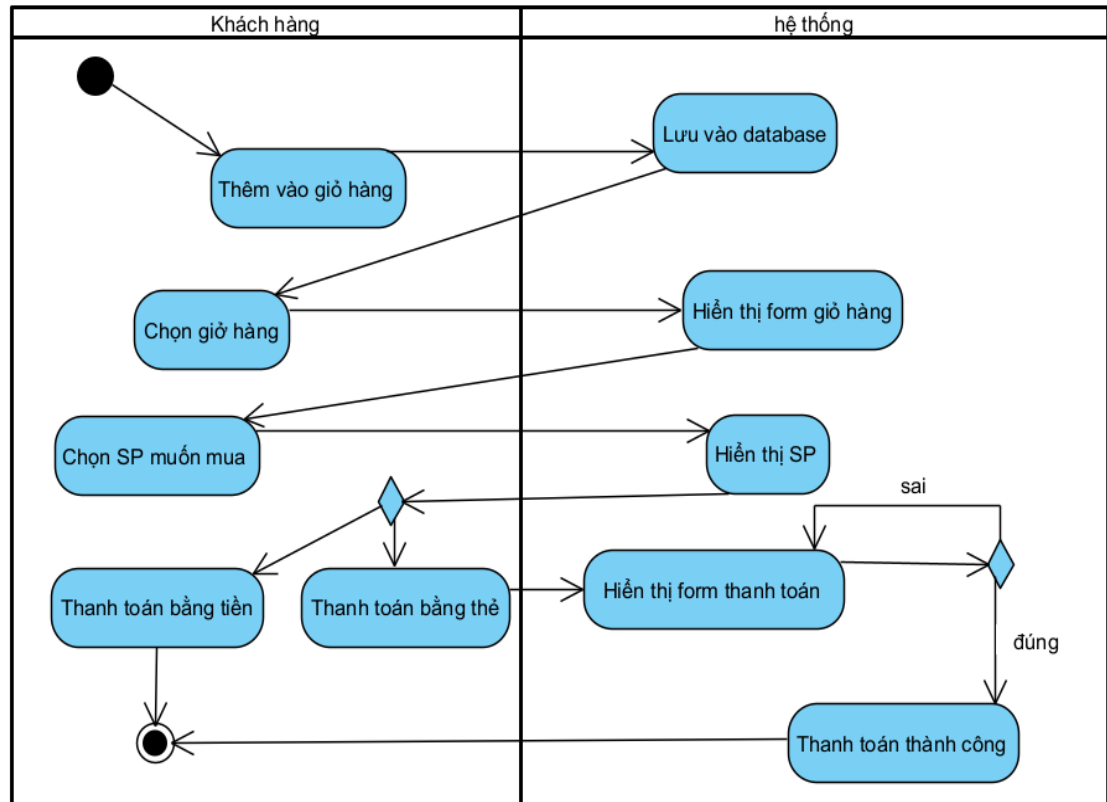 Khách hàng
hệ thống
Lưu vào database
Thêm vào giỏ hàng
Chọn giở hàng
Hiển thị form giỏ hàng
Chọn SP muốn mua
Hiển thị SP
sai
Thanh toán bằng tiền
Thanh toán bằng thẻ
Hiển thị form thanh toán
đúng
Thanh toán thành công